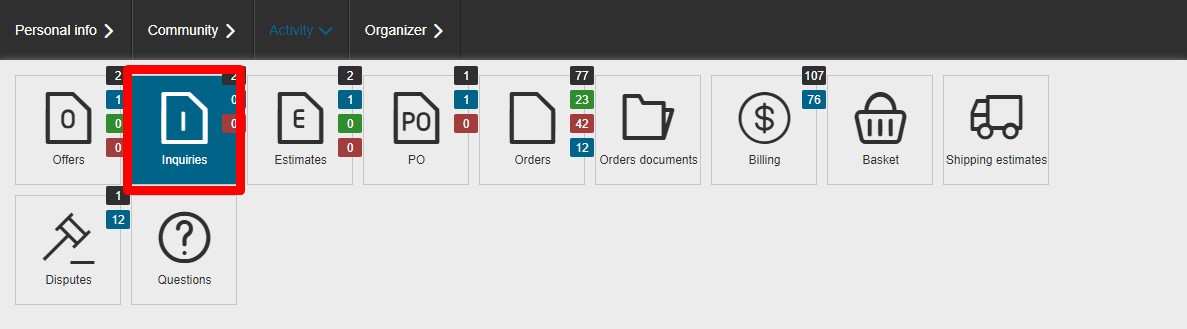 Personal info
Community
Activity
Organizer
O
2
1
0
0
Offers
I
2
0
0
Inquiries
E
2
1
0
0
Estimates
PO
1
1
0
PO
77
23
42
12
Orders
Orders documents
$
107
76
Billing
Basket
Shipping estimates
1
12
Disputes
?
Questions